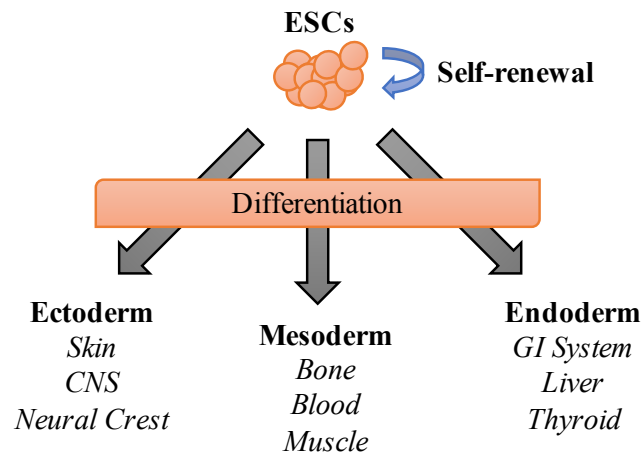 ESCs
Self-renewal
Differentiation
Ectoderm
Skin
CNS
Neural Crest
Mesoderm
Bone
Blood
Muscle
Endoderm
GI System
Liver
Thyroid